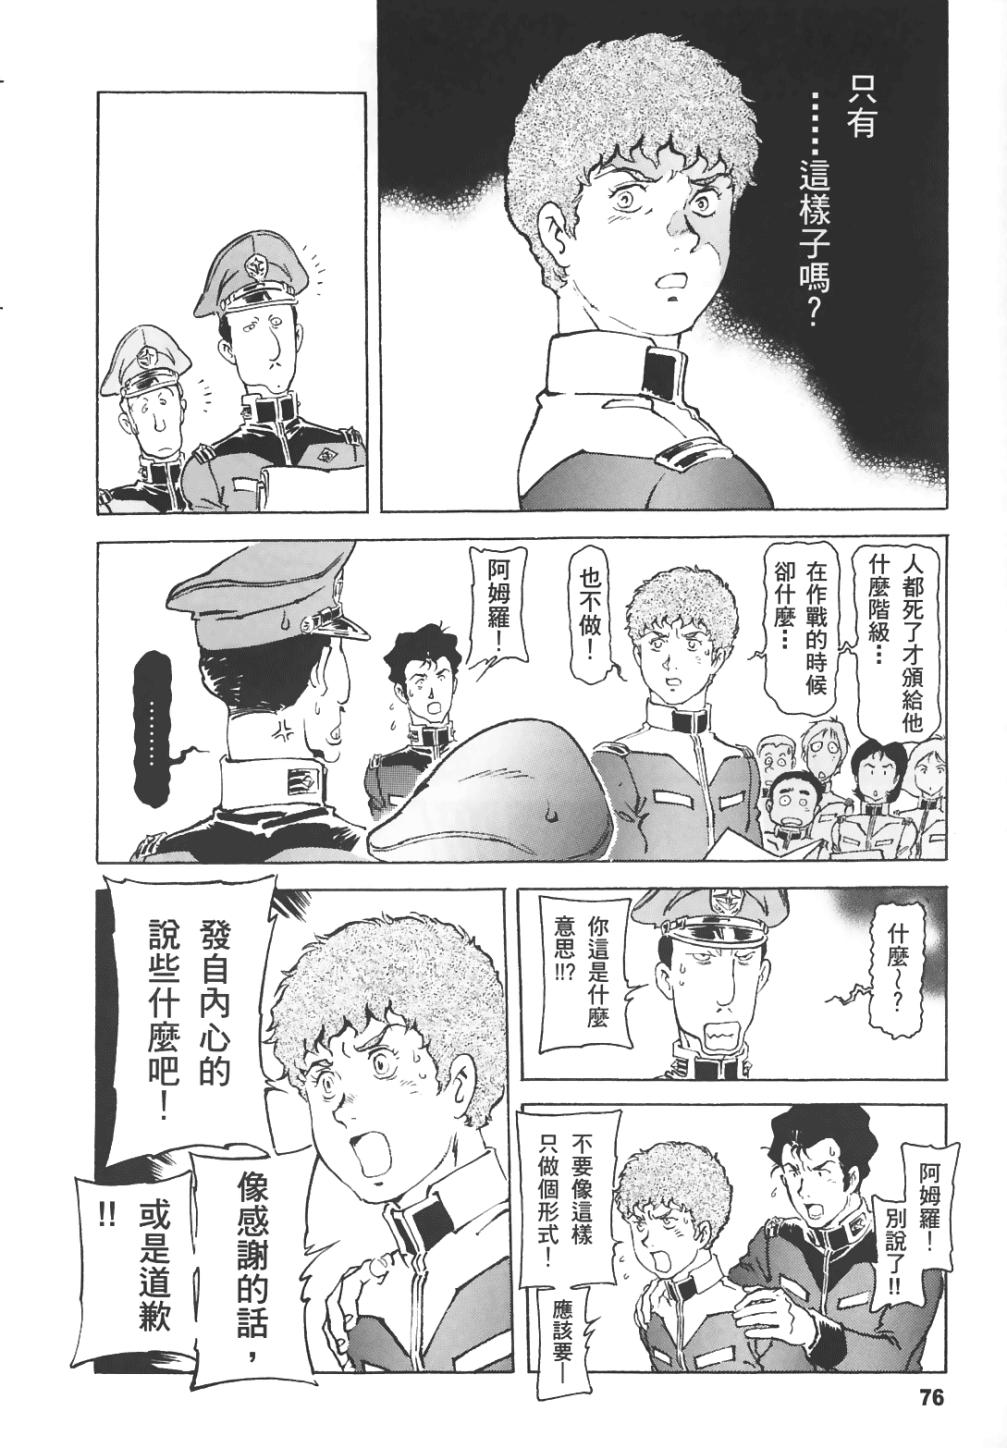 只有
……這樣子嗎？
人都死了才頒給他
什麼階級…
在作戰的時候
卻什麼…
也不做！
阿姆羅！
………
什麼～？
你這是什麼
意思!!?
阿姆羅！
別說了!!
不要像這樣
只做個形式！
應該要—
發自內心的
說些什麼吧！
像感謝的話，
或是道歉
!!
76